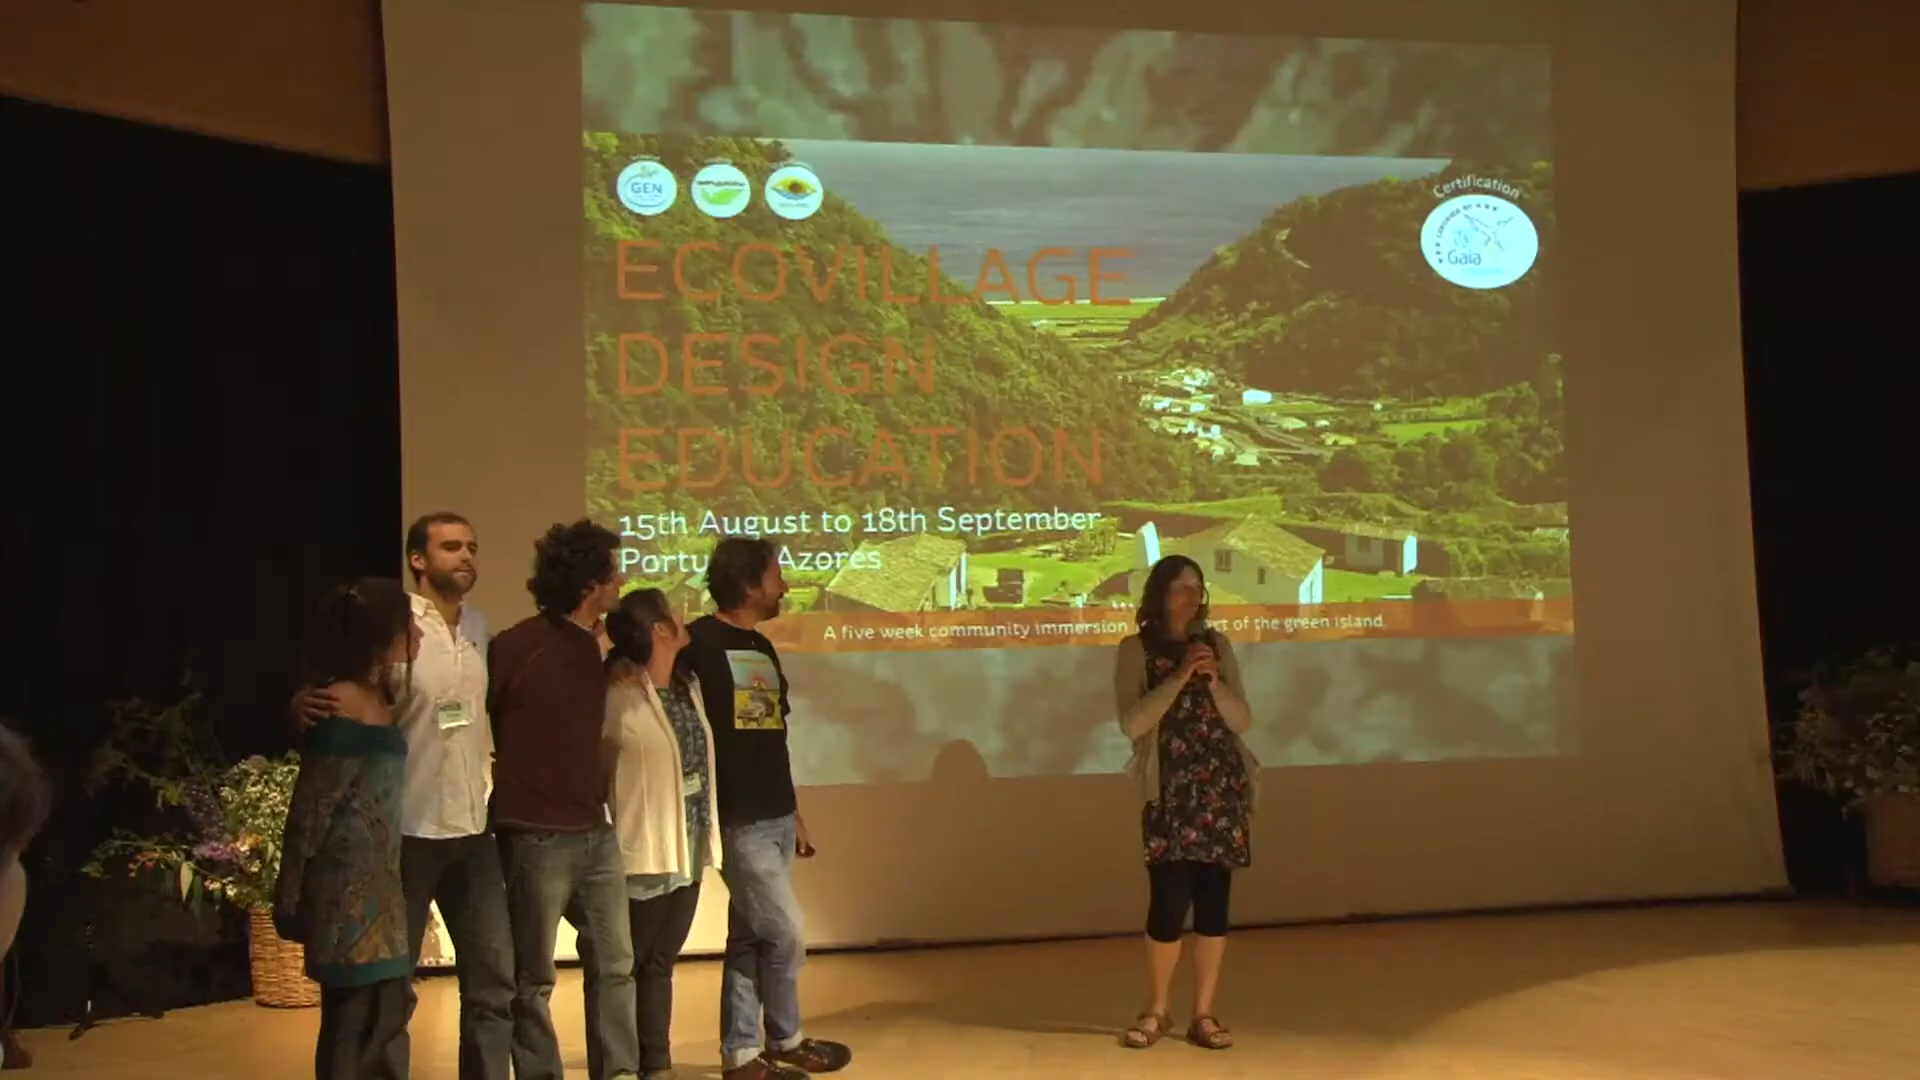 GEN
Certification
Gaia
ECOVILLAGE
DESIGN
EDUCATION
15th August to 18th September
Azores
A five week community immersion
of the green island.